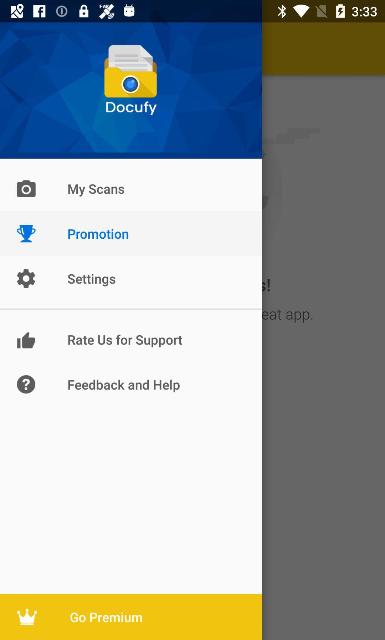 3:33
Docufy
My Scans
Promotion
Settings
s!
eat app.
Rate Us for Support
Feedback and Help
Go Premium